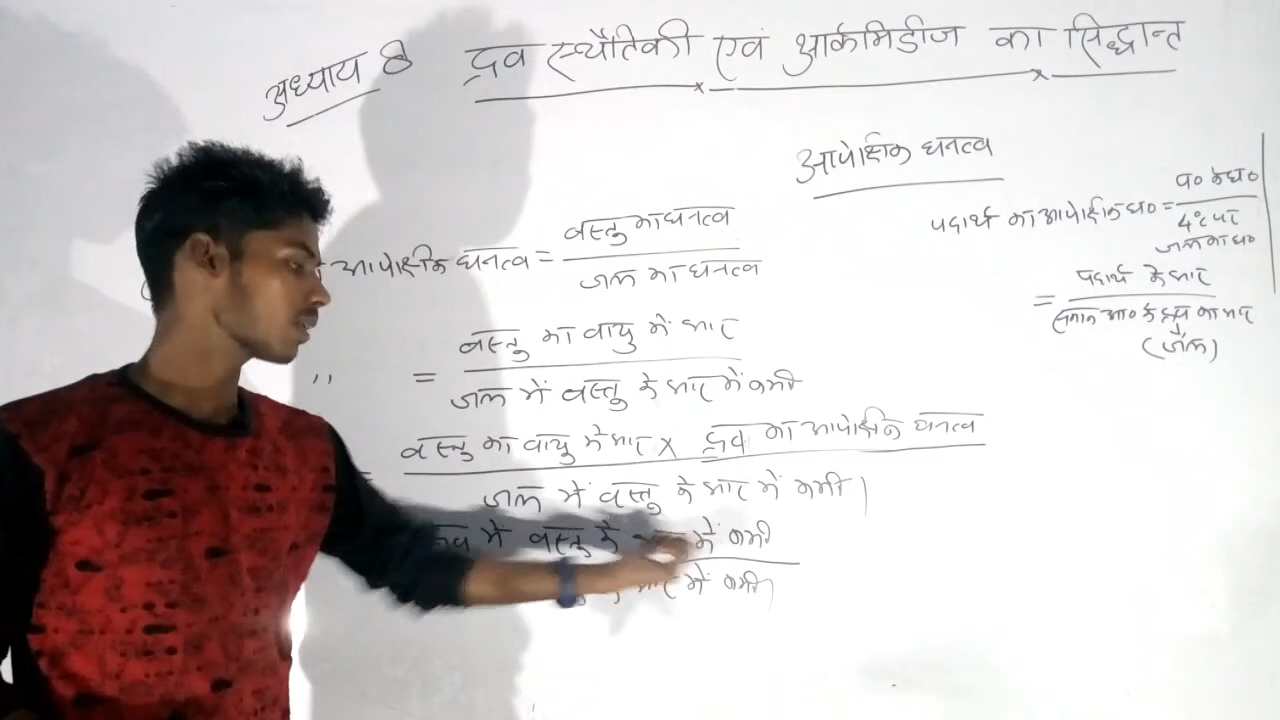 अध्याय 8 द्रव स्थैतिकी एवं आर्कमिडीज का सिद्धान्त
आपेक्षिक घनत्व
आपेक्षिक घनत्व = वस्तु का घनत्व / जल का घनत्व
,, = वस्तु का वायु में भार / जल में वस्तु के भार में कमी
= वस्तु का वायु में भार × द्रव का आपेक्षिक घनत्व / जल में वस्तु के भार में कमी।
में वस्तु के में कमी / भार में कमी।
पदार्थ का आपेक्षिक घ० = प० के घ० / 4°c पर जल का घ०
= पदार्थ के भार / समान आ० के का भार
(जल)